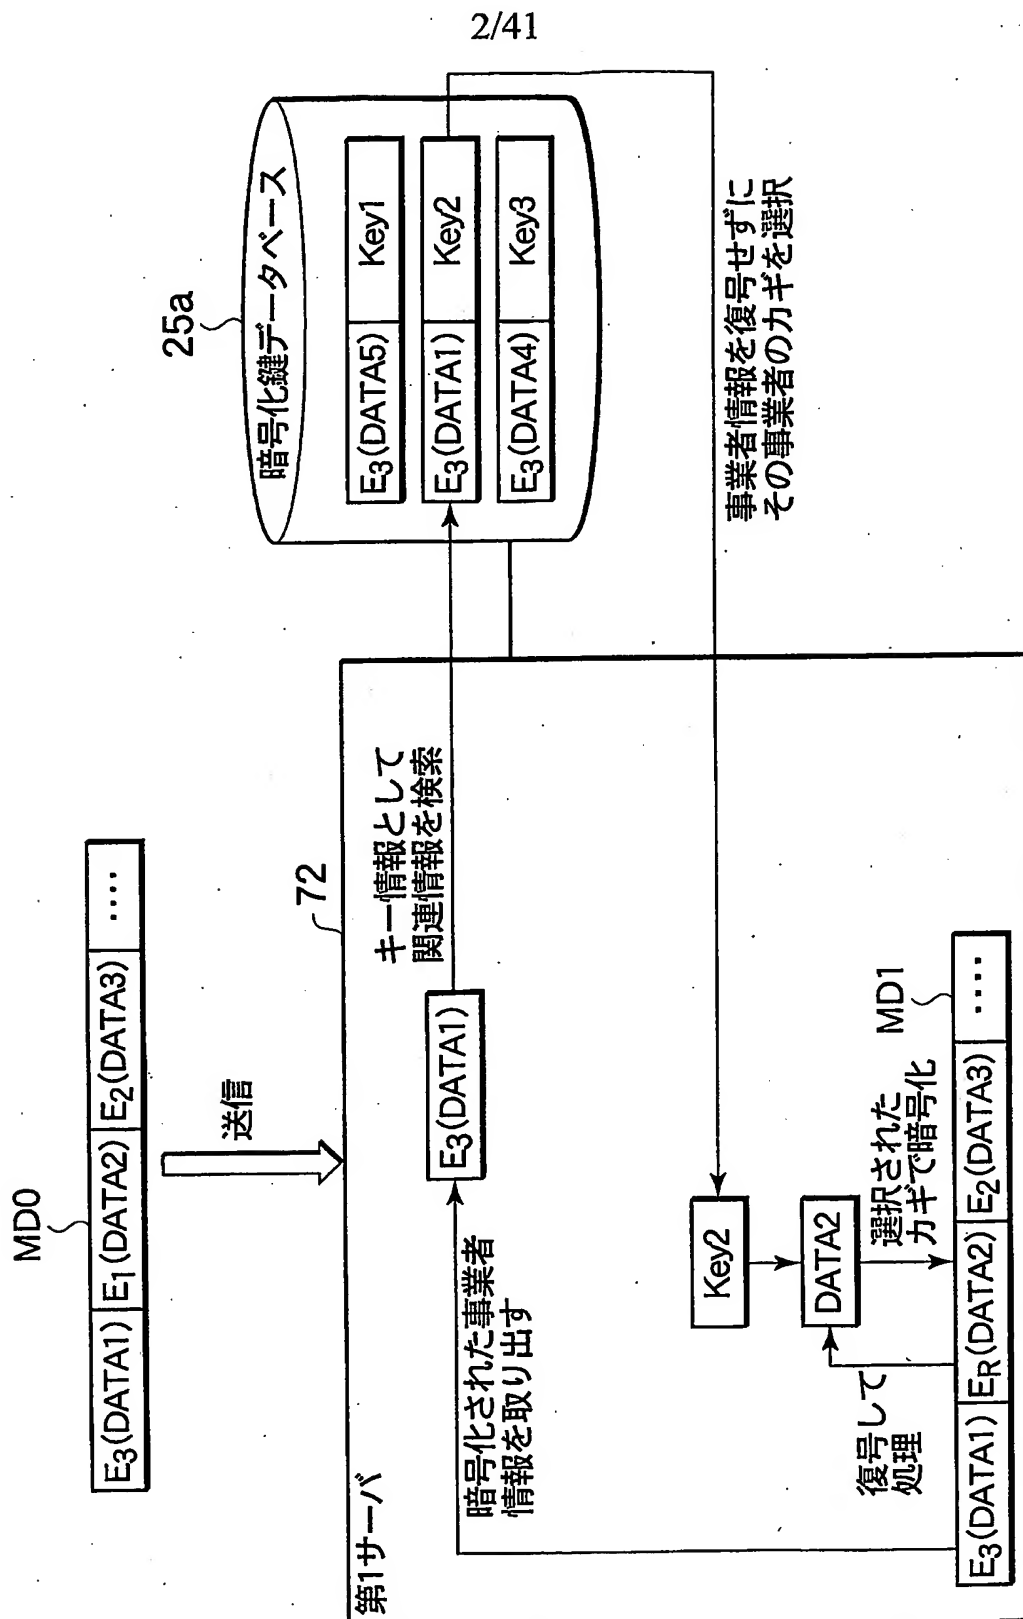 2/41
MD0
E3(DATA1) E1(DATA2) E2(DATA3) ‥‥
送信
第1サーバ
72
暗号化された事業者
情報を取り出す
E3(DATA1)
キー情報として
関連情報を検索
25a
暗号化鍵データベース
E3(DATA5) Key1
E3(DATA1) Key2
E3(DATA4) Key3
事業者情報を復号せずに
その事業者のカギを選択
Key2
DATA2
復号して
処理
選択された
カギで暗号化
MD1
E3(DATA1) ER(DATA2) E2(DATA3) ‥‥